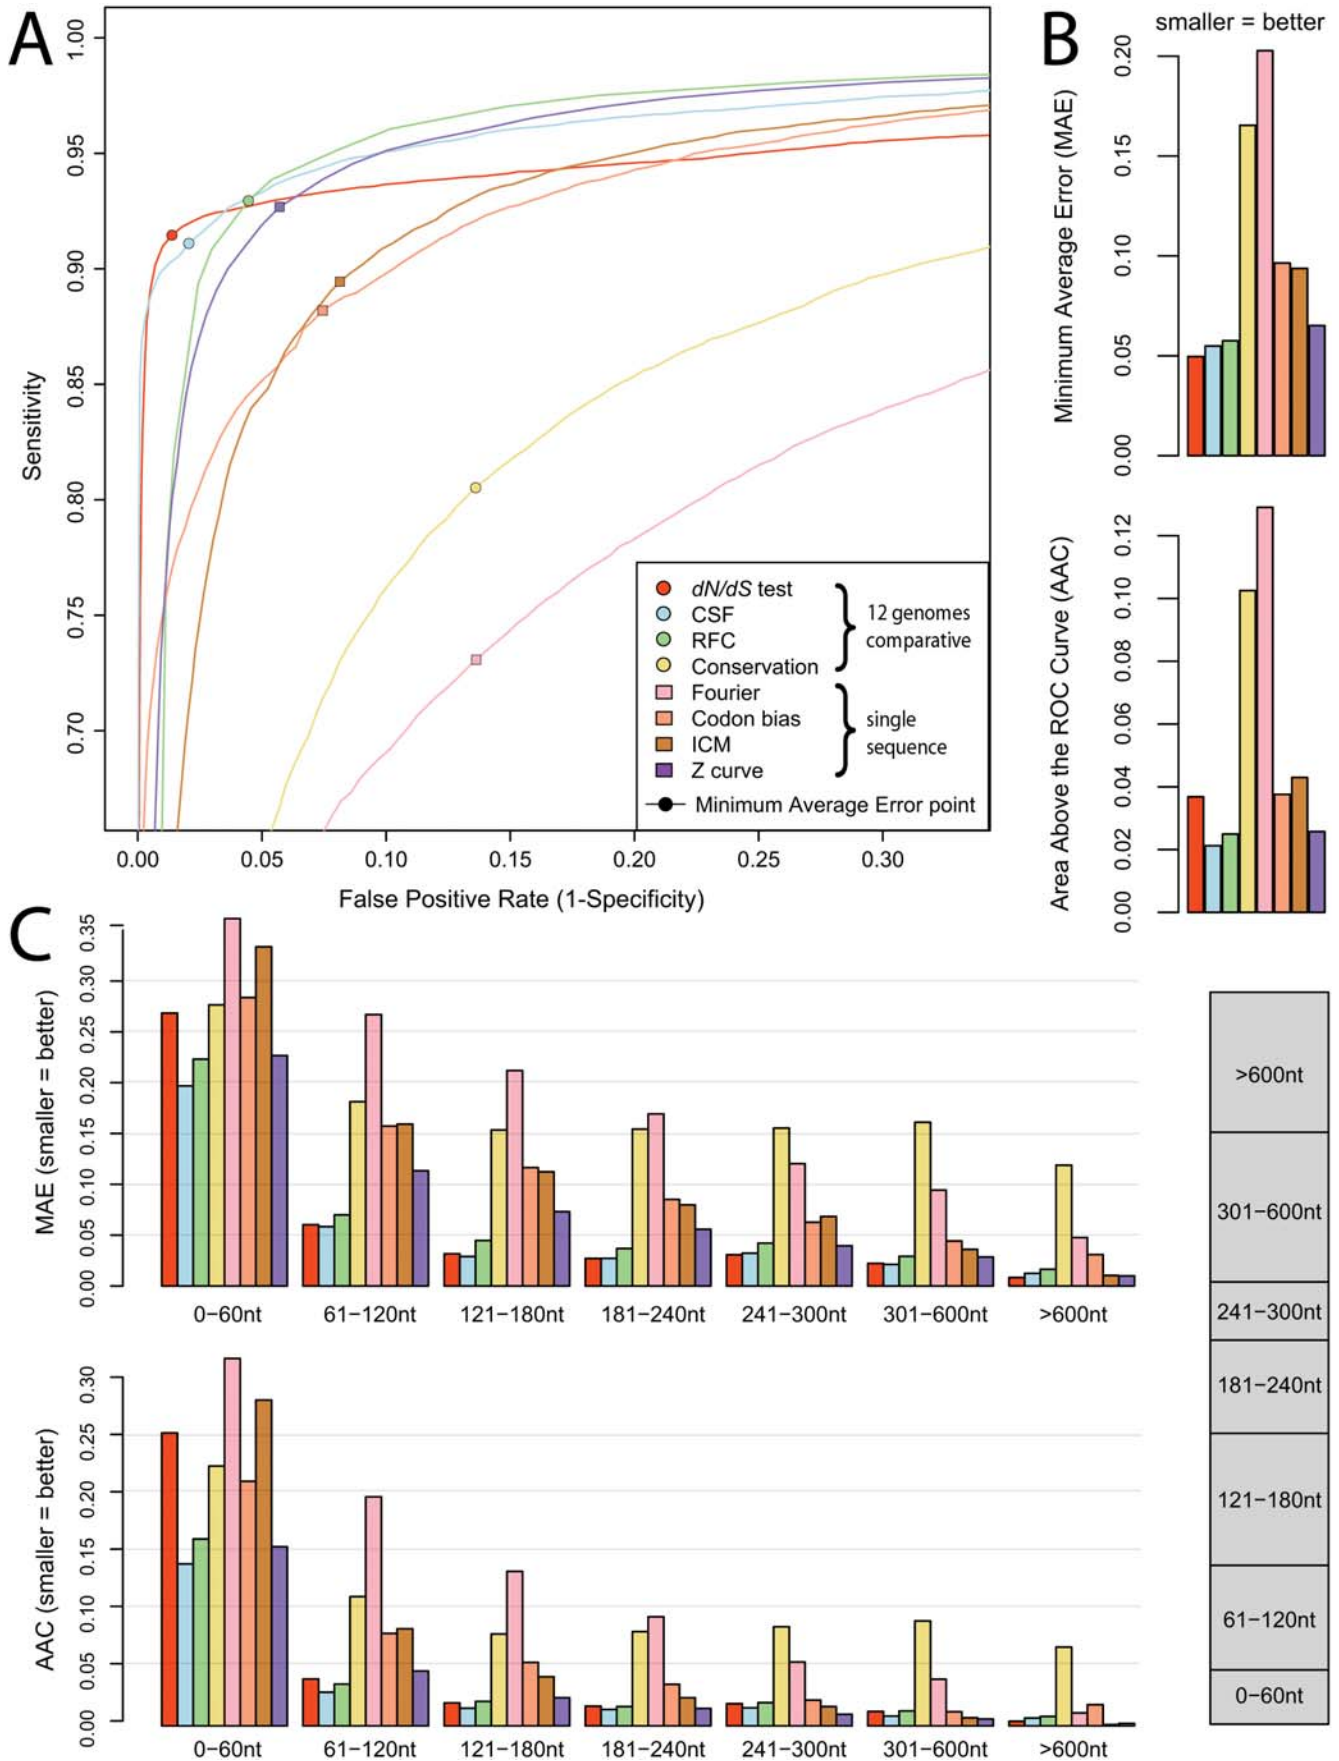 A
1.00
0.95
0.90
0.85
0.80
0.75
0.70
Sensitivity
0.00 0.05 0.10 0.15 0.20 0.25 0.30
False Positive Rate (1-Specificity)
dN/dS test
CSF
RFC
Conservation
12 genomes
comparative
Fourier
Codon bias
ICM
Z curve
single
sequence
Minimum Average Error point
B
smaller = better
Minimum Average Error (MAE)
0.20
0.15
0.10
0.05
0.00
Area Above the ROC Curve (AAC)
0.12
0.10
0.08
0.06
0.04
0.02
0.00
C
MAE (smaller = better)
0.35
0.30
0.25
0.20
0.15
0.10
0.05
0.00
0−60nt 61−120nt 121−180nt 181−240nt 241−300nt 301−600nt >600nt
AAC (smaller = better)
0.30
0.25
0.20
0.15
0.10
0.05
0.00
0−60nt 61−120nt 121−180nt 181−240nt 241−300nt 301−600nt >600nt
>600nt
301−600nt
241−300nt
181−240nt
121−180nt
61−120nt
0−60nt